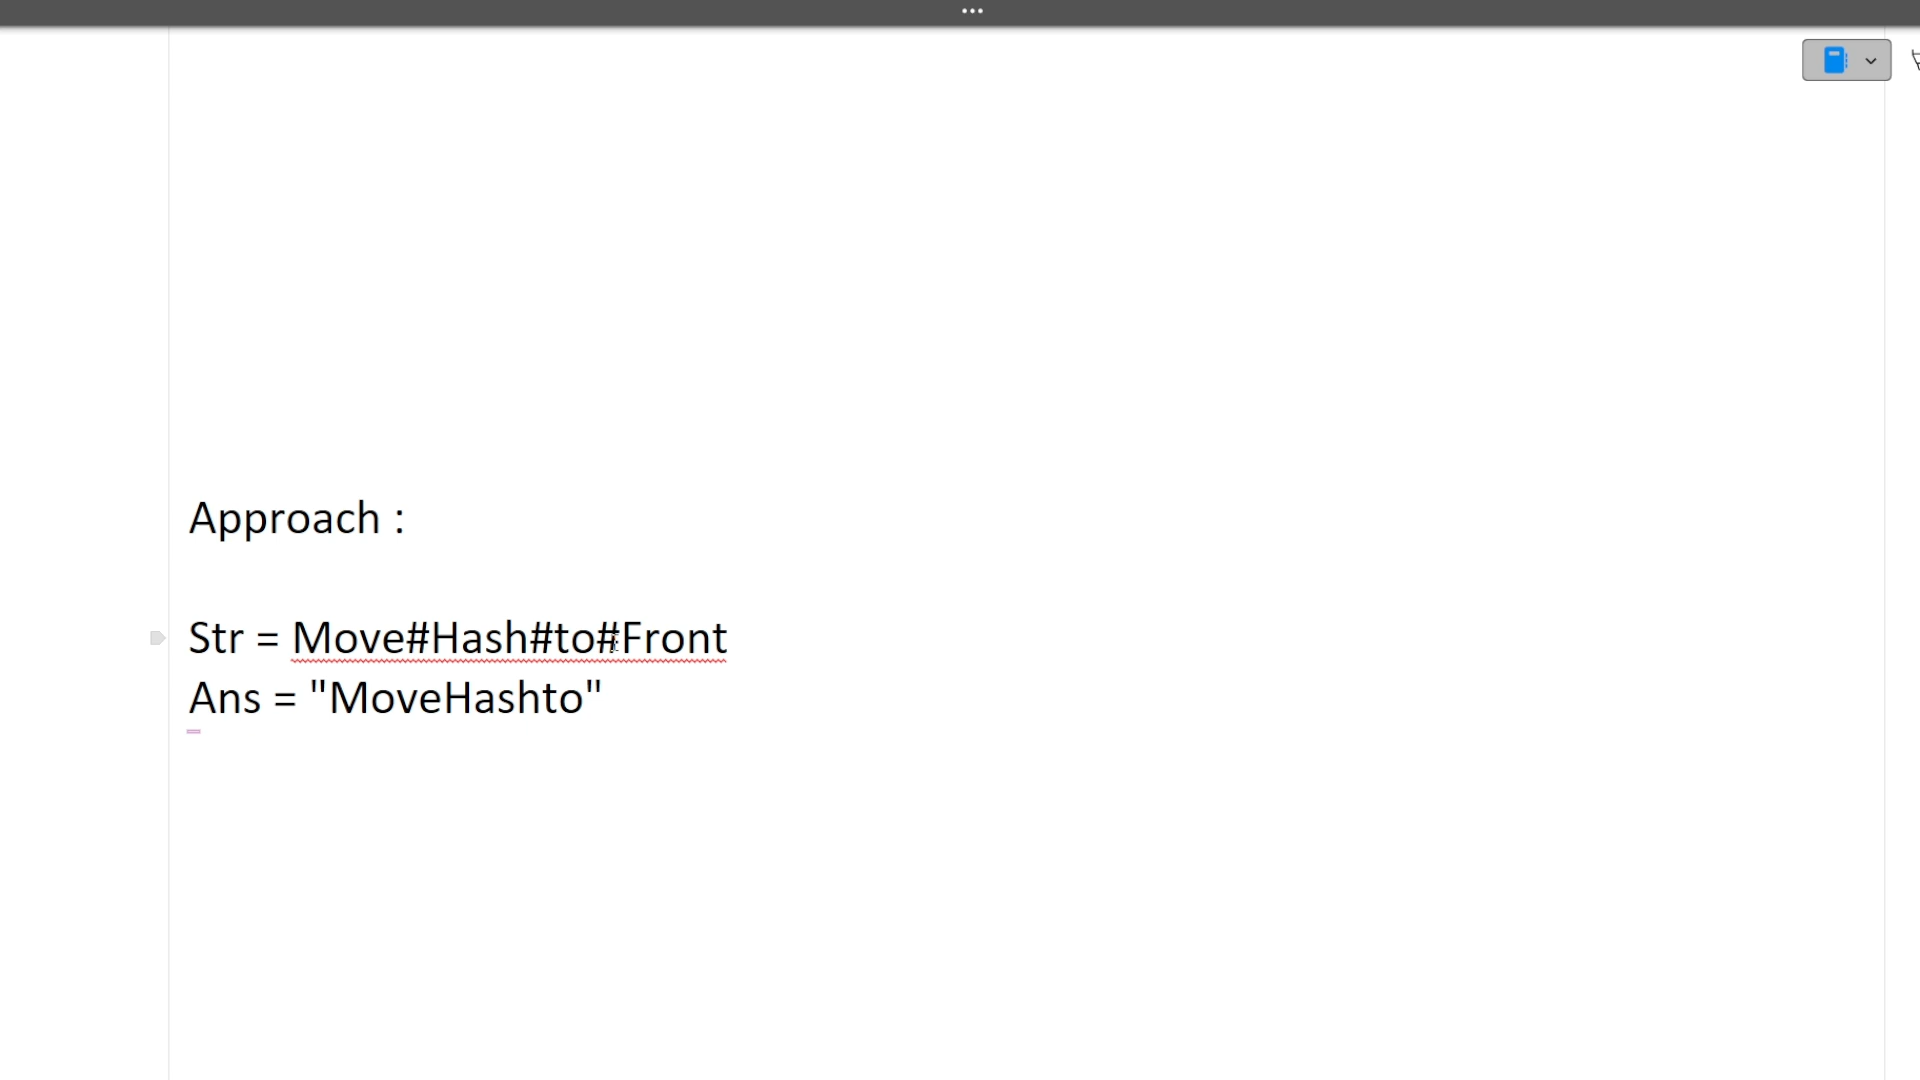 Approach :
Str = Move#Hash#to#Front
Ans = "MoveHashto"